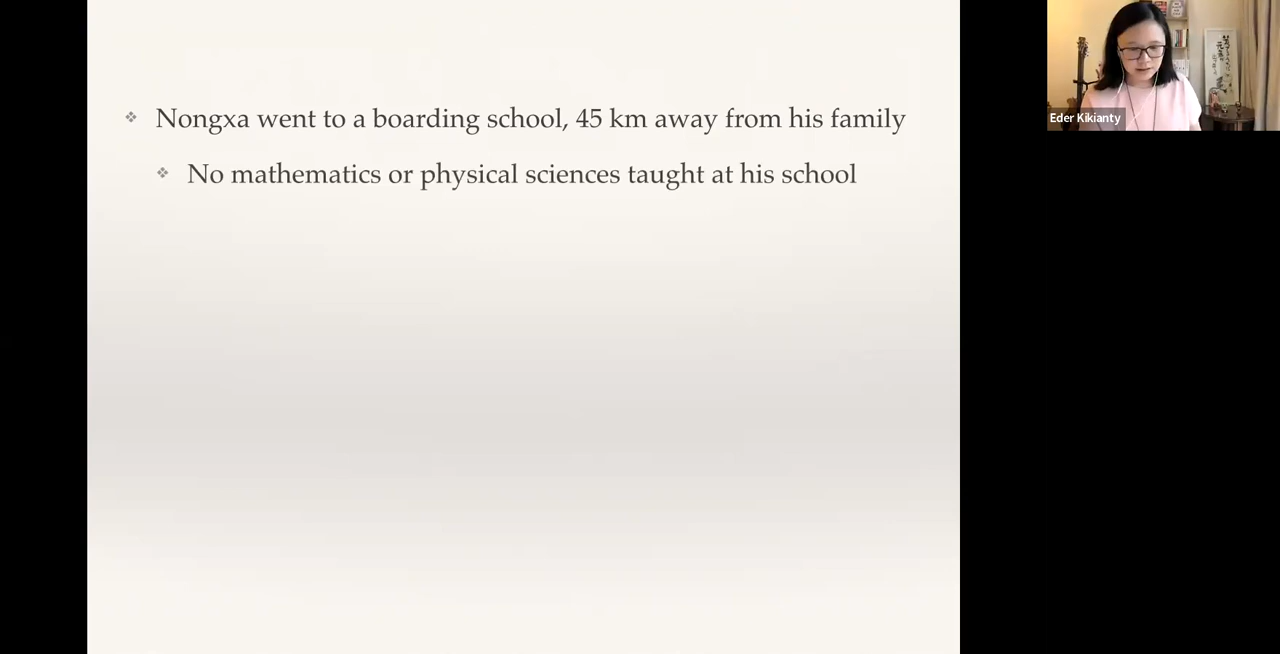 Nongxa went to a boarding school, 45 km away from his family
No mathematics or physical sciences taught at his school
Eder Kikianty